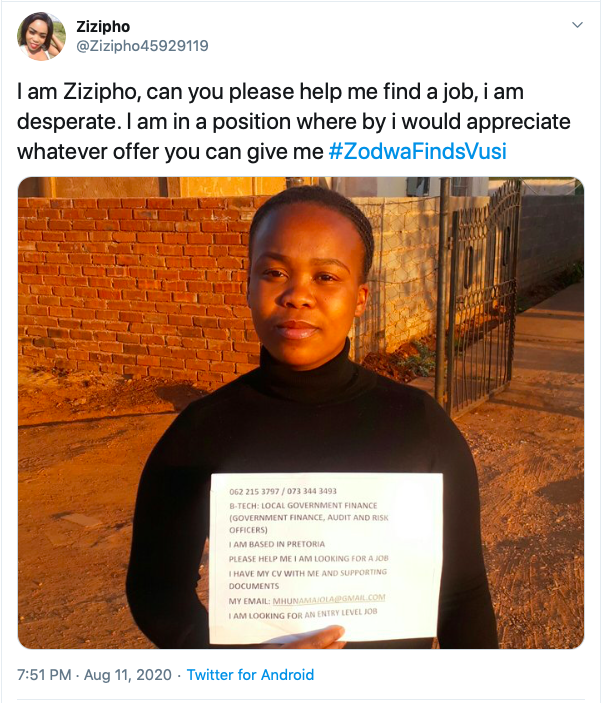 Zizipho
@Zizipho45929119
I am Zizipho, can you please help me find a job, i am
desperate. I am in a position where by i would appreciate
whatever offer you can give me #ZodwaFindsVusi
062 215 3797 / 073 344 3493
B-TECH: LOCAL GOVERNMENT FINANCE
(GOVERNMENT FINANCE, AUDIT AND RISK
OFFICERS)
I AM BASED IN PRETORIA
PLEASE HELP ME I AM LOOKING FOR A JOB
I HAVE MY CV WITH ME AND SUPPORTING
DOCUMENTS
MY EMAIL: MHUNAMAJOLA@GMAIL.COM
I AM LOOKING FOR AN ENTRY LEVEL JOB
7:51 PM · Aug 11, 2020 · Twitter for Android